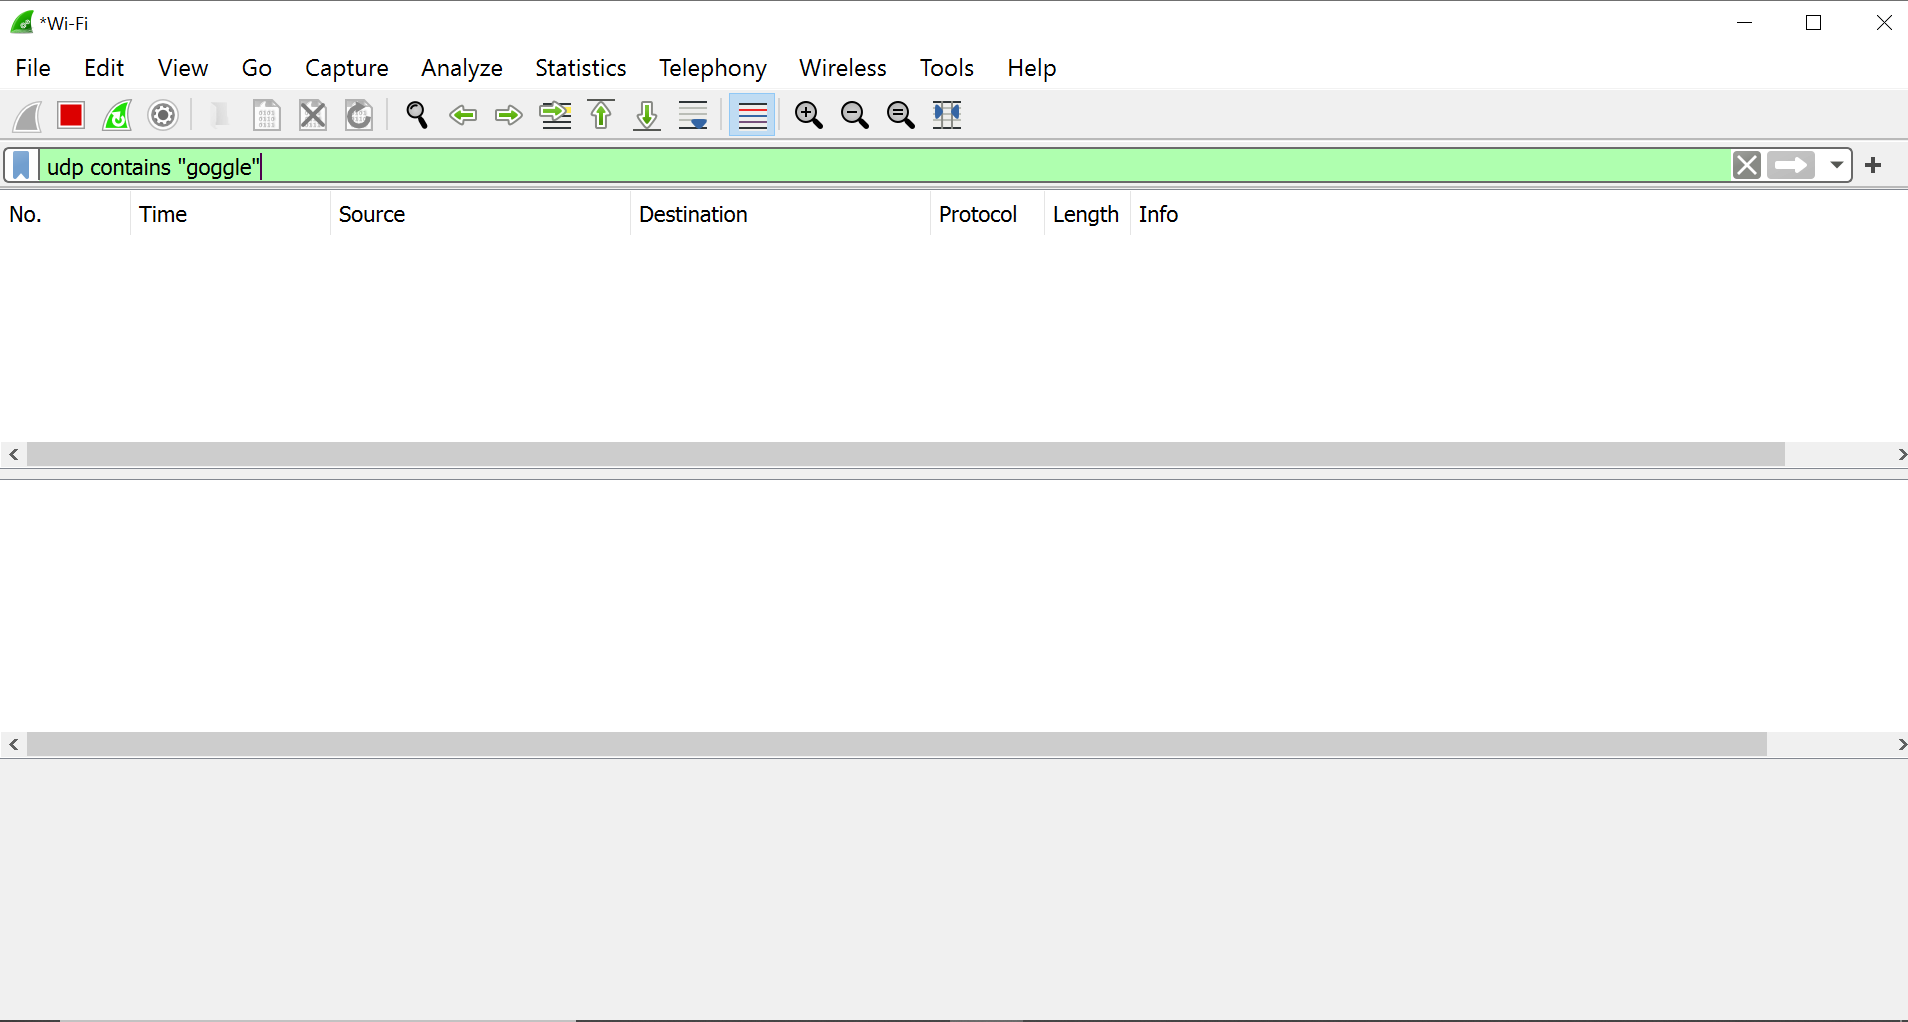 *Wi-Fi
File Edit View Go Capture Analyze Statistics Telephony Wireless Tools Help
udp contains "goggle"
No. Time Source Destination Protocol Length Info